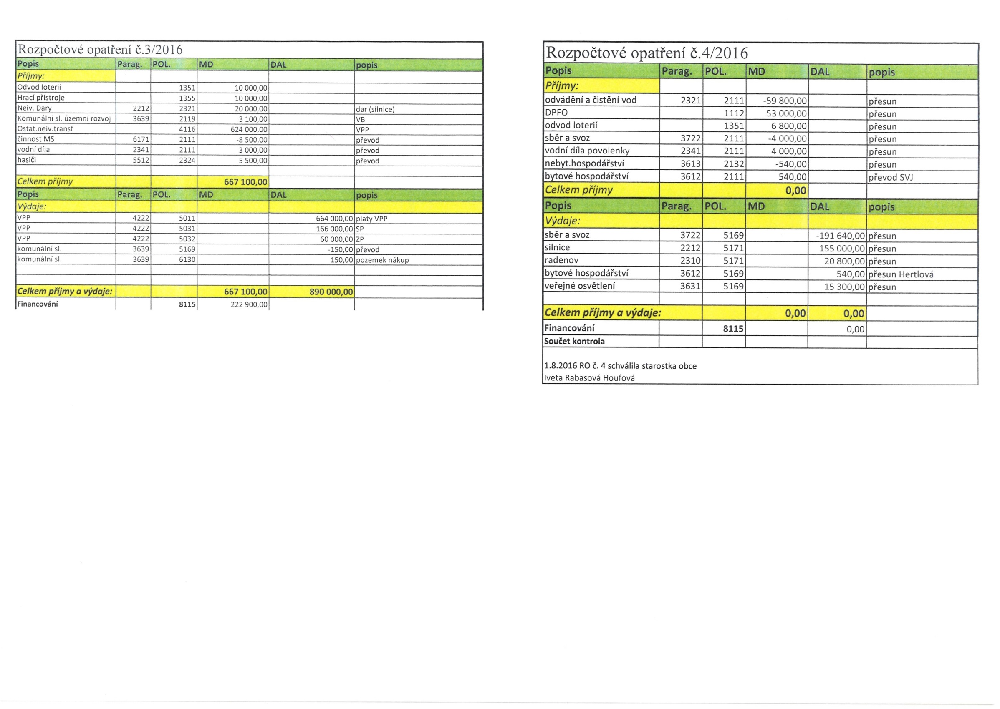 Rozpočtové opatření č.3/2016
Popis Parag. POL. MD DAL popis
Příjmy:
Odvod loterií 1351 10 000,00
Hrací přístroje 1355 10 000,00
Neiv. Dary 2212 2321 20 000,00 dar (silnice)
Komunální sl. územní rozvoj 3639 2119 3 100,00 VB
Ostat.neiv.transf 4116 624 000,00 VPP
činnost MS 6171 2111 -8 500,00 převod
vodní díla 2341 2111 3 000,00 převod
hasiči 5512 2324 5 500,00 převod
Celkem příjmy 667 100,00
Popis Parag. POL. MD DAL popis
Výdaje:
VPP 4222 5011 664 000,00 platy VPP
VPP 4222 5031 166 000,00 SP
VPP 4222 5032 60 000,00 ZP
komunální sl. 3639 5169 -150,00 převod
komunální sl. 3639 6130 150,00 pozemek nákup
Celkem příjmy a výdaje: 667 100,00 890 000,00
Financování 8115 222 900,00
Rozpočtové opatření č.4/2016
Popis Parag. POL. MD DAL popis
Příjmy:
odvádění a čistění vod 2321 2111 -59 800,00 přesun
DPFO 1112 53 000,00 přesun
odvod loterií 1351 6 800,00 přesun
sběr a svoz 3722 2111 -4 000,00 přesun
vodní díla povolenky 2341 2111 4 000,00 přesun
nebyt.hospodářství 3613 2132 -540,00 přesun
bytové hospodářství 3612 2111 540,00 převod SVJ
Celkem příjmy 0,00
Popis Parag. POL. MD DAL popis
Výdaje:
sběr a svoz 3722 5169 -191 640,00 přesun
silnice 2212 5171 155 000,00 přesun
radenov 2310 5171 20 800,00 přesun
bytové hospodářství 3612 5169 540,00 přesun Hertlová
veřejné osvětlení 3631 5169 15 300,00 přesun
Celkem příjmy a výdaje: 0,00 0,00
Financování 8115 0,00
Součet kontrola
1.8.2016 RO č. 4 schválila starostka obce
Iveta Rabasová Houfová